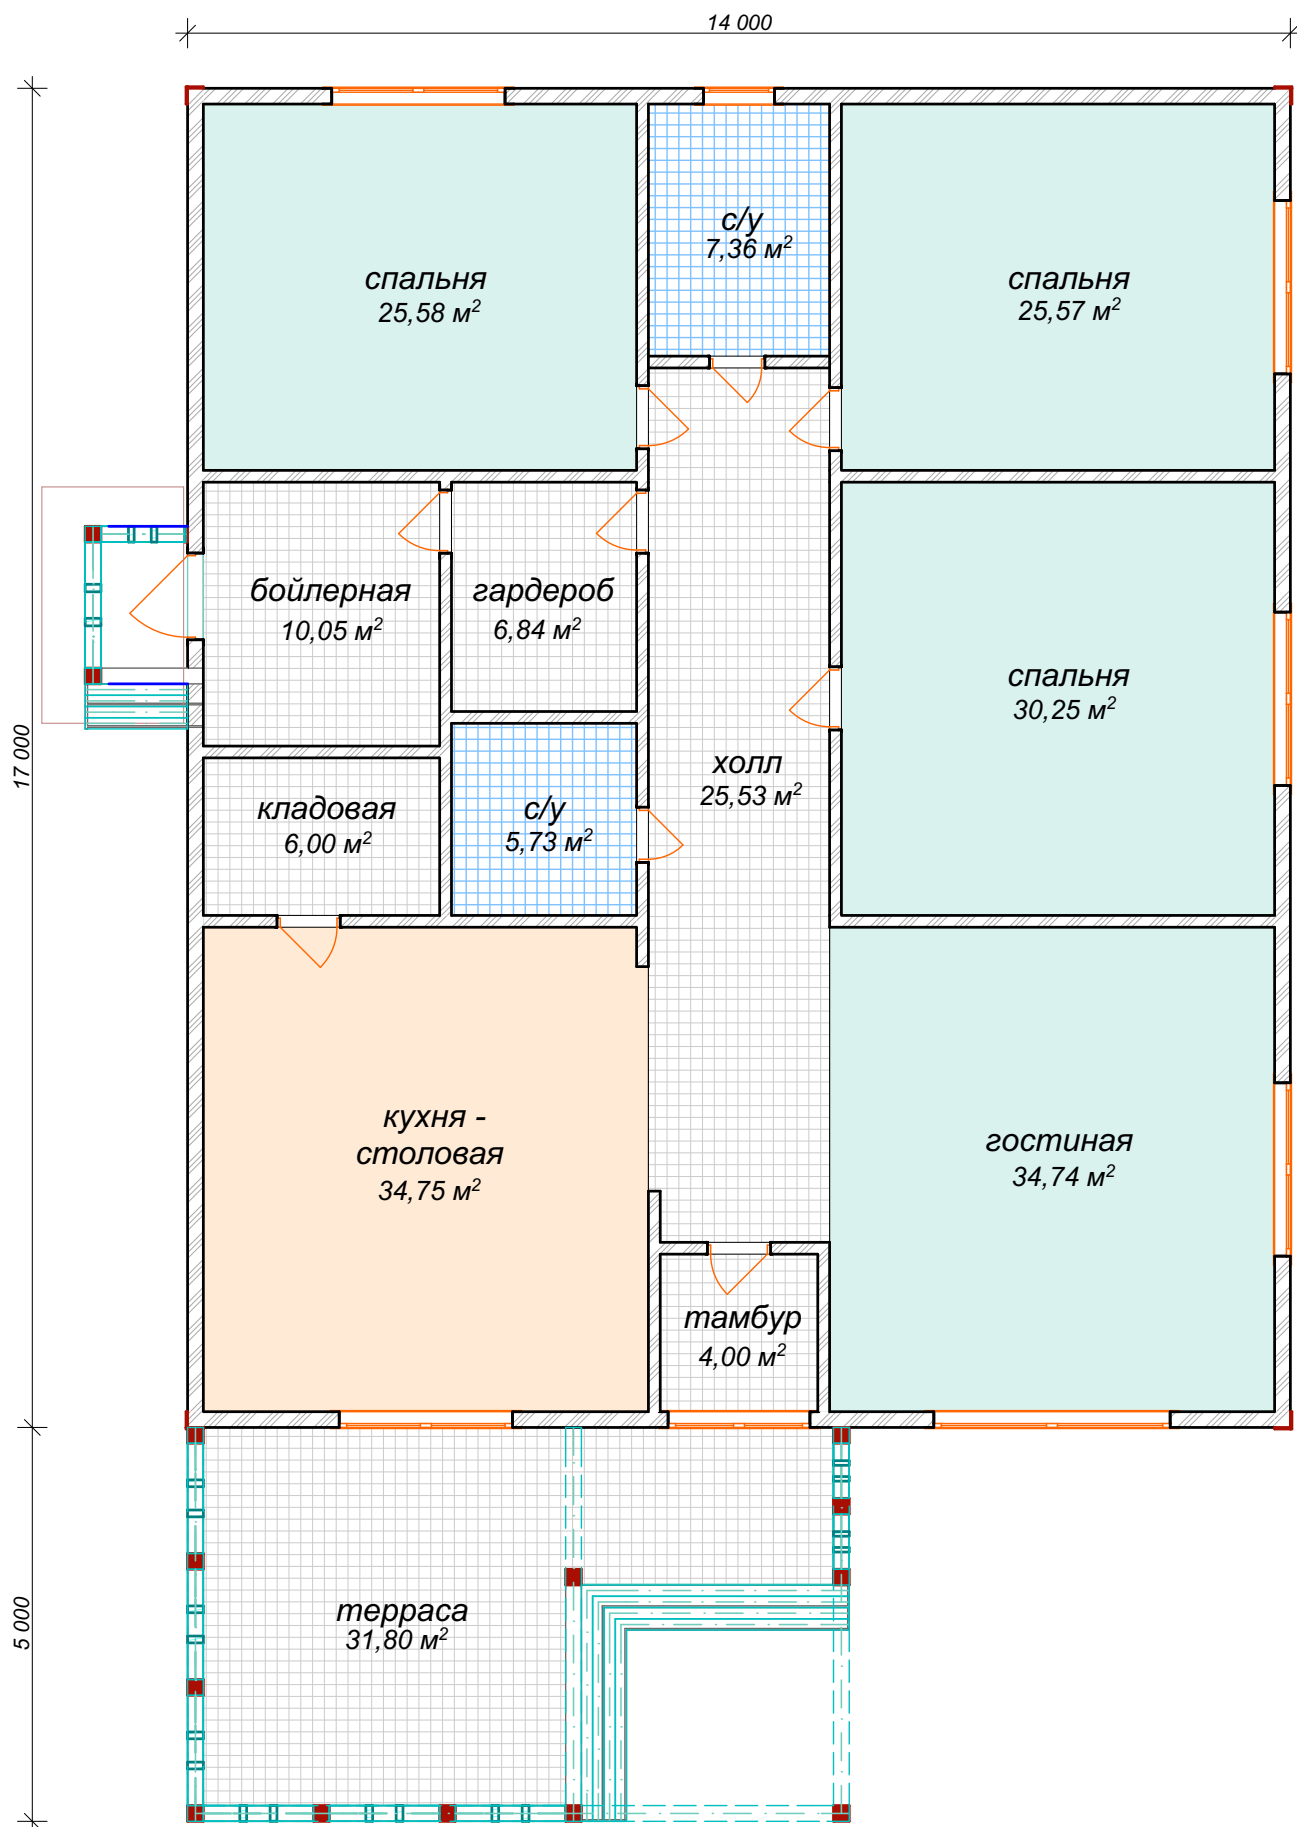 14 000
с/у
7,36 м²
спальня
25,58 м²
спальня
25,57 м²
бойлерная
10,05 м²
гардероб
6,84 м²
спальня
30,25 м²
17 000
холл
25,53 м²
кладовая
6,00 м²
с/у
5,73 м²
кухня -
столовая
34,75 м²
гостиная
34,74 м²
тамбур
4,00 м²
5 000
терраса
31,80 м²